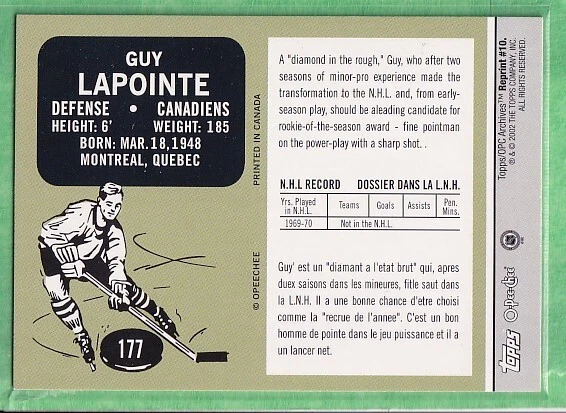 GUY
LAPOINTE
DEFENSE • CANADIENS
HEIGHT: 6' WEIGHT: 185
BORN: MAR. 18, 1948
MONTREAL, QUEBEC
177
PRINTED IN CANADA
© OPEECHEE
A "diamond in the rough," Guy, who after two
seasons of minor-pro experience made the
transformation to the N.H.L. and, from early-
season play, should be aleading candidate for
rookie-of-the-season award - fine pointman
on the power-play with a sharp shot. .
N.H.L RECORD DOSSIER DANS LA L.N.H.
Yrs. Played in N.H.L. Teams Goals Assists Pen. Mins.
1969-70 Not in the N.H.L.
Guy' est un "diamant a l'etat brut" qui, apres
duex saisons dans les mineures, fitle saut dans
la L.N.H. Il a une bonne chance d'etre choisi
comme la "recrue de l'annee". C'est un bon
homme de pointe dans le jeu puissance et il a
un lancer net.
Topps/OPC Archives™ Reprint #10.
® & © 2002 THE TOPPS COMPANY, INC.
ALL RIGHTS RESERVED.
topps O-Pee-Chee